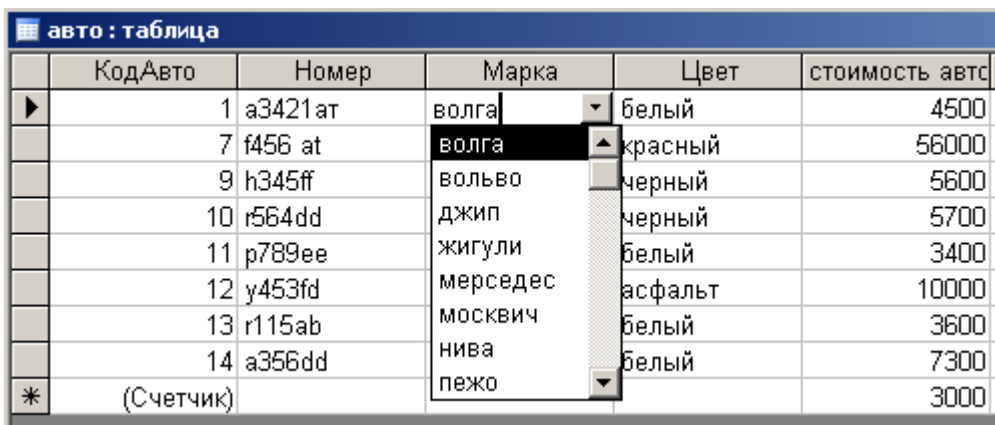 авто : таблица
КодАвто Номер Марка Цвет стоимость авто
1 а3421ат волга белый 4500
7 f456 at волга красный 56000
9 h345ff вольво черный 5600
10 r564dd джип черный 5700
11 p789ee жигули белый 3400
12 y453fd мерседес асфальт 10000
13 r115ab москвич белый 3600
14 a356dd нива белый 7300
(Счетчик) пежо 3000